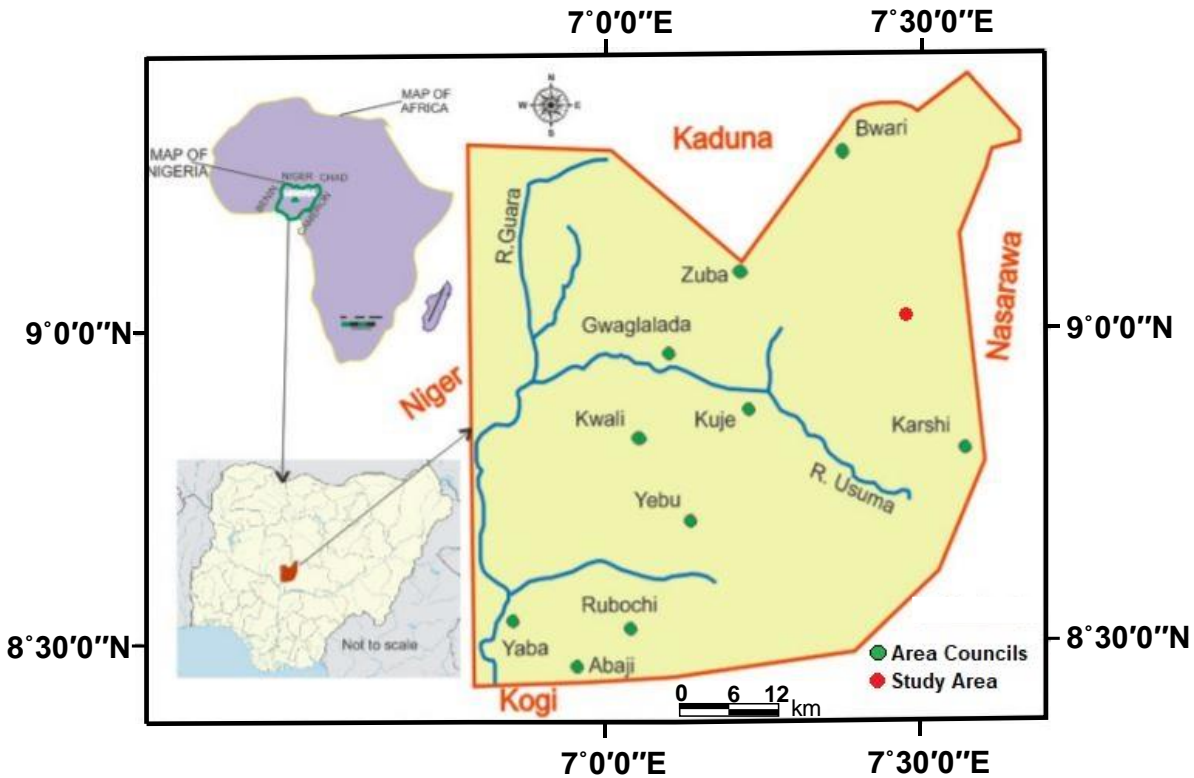 7°0′0″E
7°30′0″E
MAP OF
AFRICA
MAP OF
NIGERIA
NIGER CHAD
N
W
E
S
Kaduna
Bwari
R.Guara
Zuba
Nasarawa
9°0′0″N
9°0′0″N
Gwaglalada
Niger
Kwali
Kuje
Karshi
R. Usuma
Yebu
Rubochi
Not to scale
Yaba
Abaji
8°30′0″N
8°30′0″N
Area Councils
Study Area
Kogi
0 6 12
km
7°0′0″E
7°30′0″E